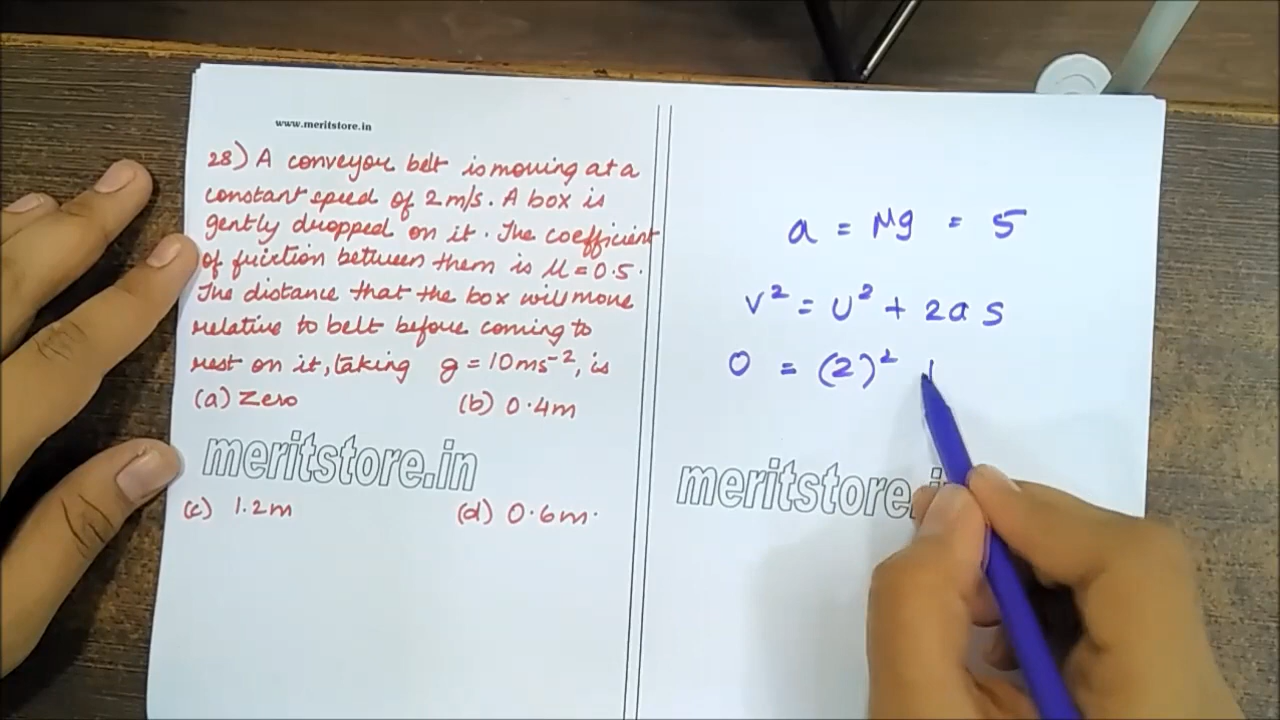 www.meritstore.in
28) A conveyor belt is moving at a
constant speed of 2 m/s. A box is
gently dropped on it. The coefficient
of friction between them is μ = 0.5.
The distance that the box will move
relative to belt before coming to
rest on it, taking g = 10 ms⁻², is
(a) Zero (b) 0.4m
meritstore.in
(c) 1.2m (d) 0.6m.
a = μg = 5
v² = u² + 2as
0 = (2)²
meritstore.in